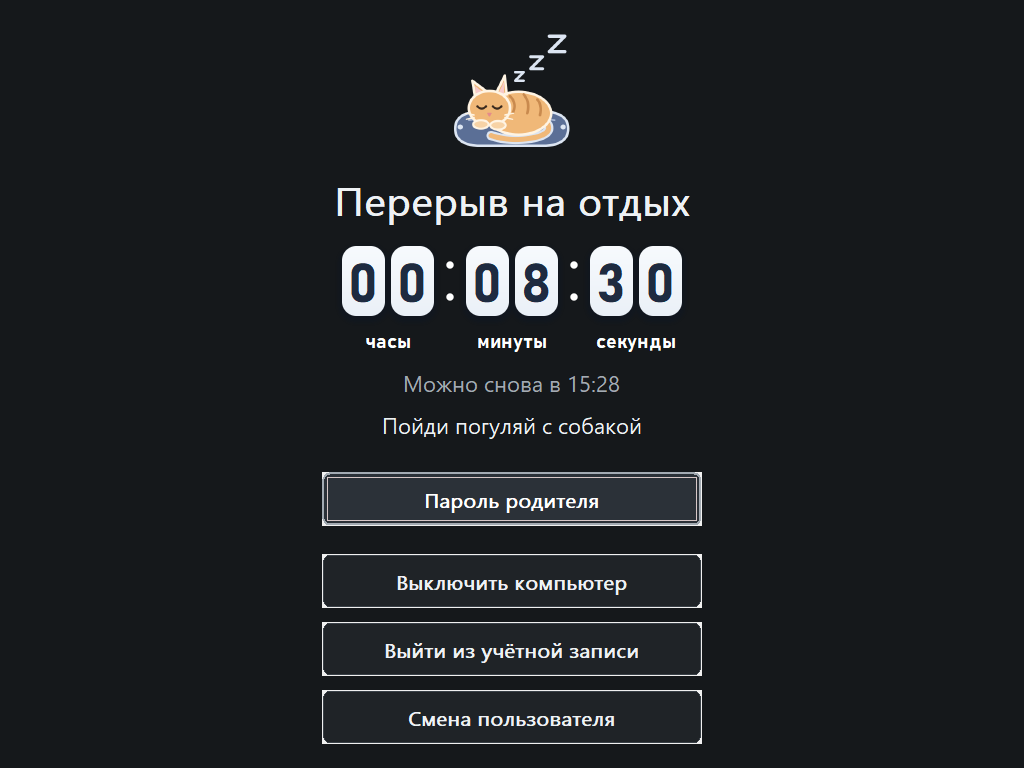 z z Z
Перерыв на отдых
00:08:30
часы минуты секунды
Можно снова в 15:28
Пойди погуляй с собакой
Пароль родителя
Выключить компьютер
Выйти из учётной записи
Смена пользователя